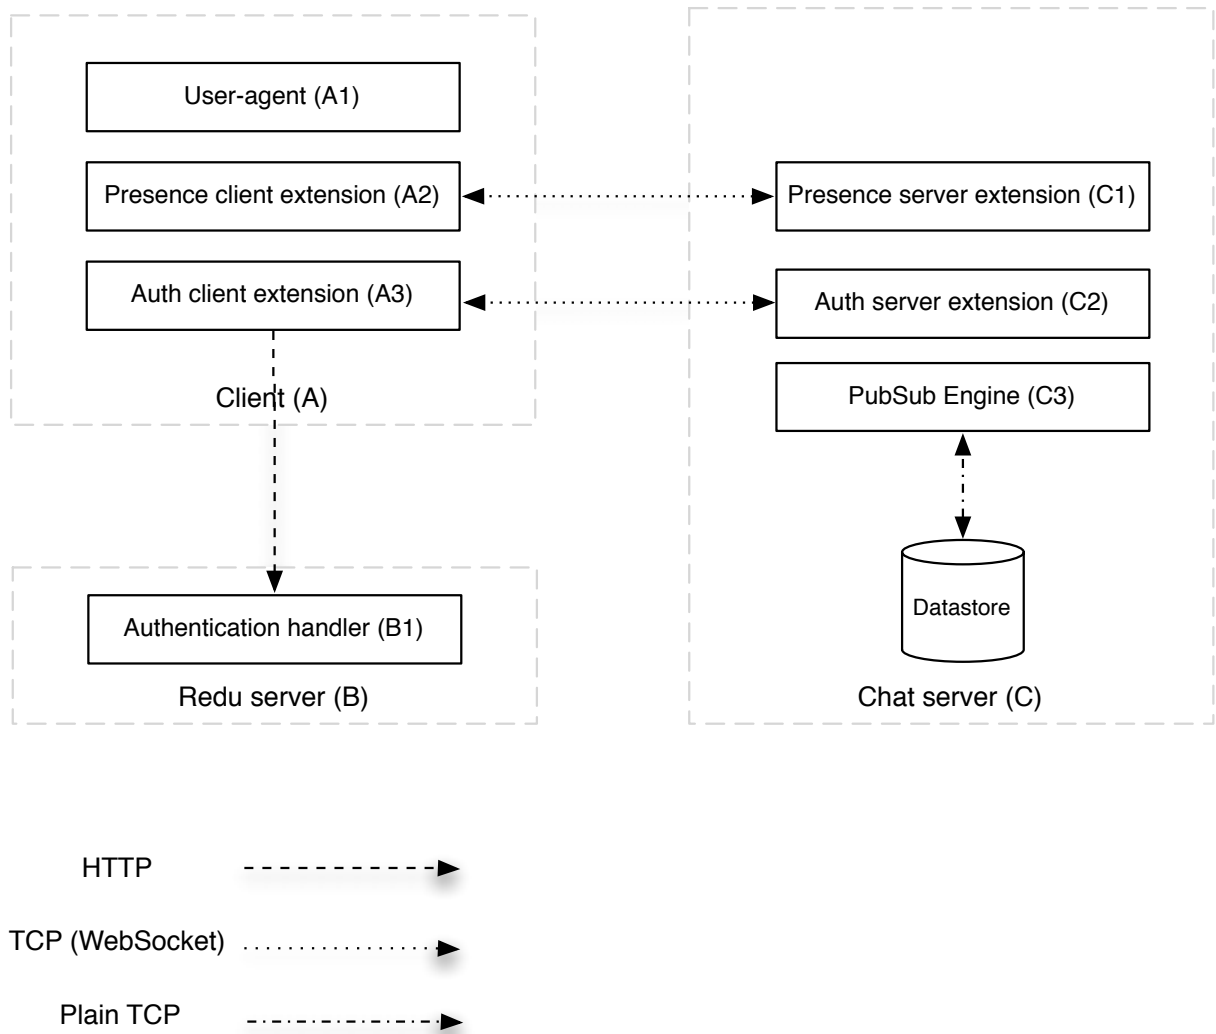 User-agent (A1)
Presence client extension (A2)
Auth client extension (A3)
Client (A)
Presence server extension (C1)
Auth server extension (C2)
PubSub Engine (C3)
Datastore
Chat server (C)
Authentication handler (B1)
Redu server (B)
HTTP
TCP (WebSocket)
Plain TCP